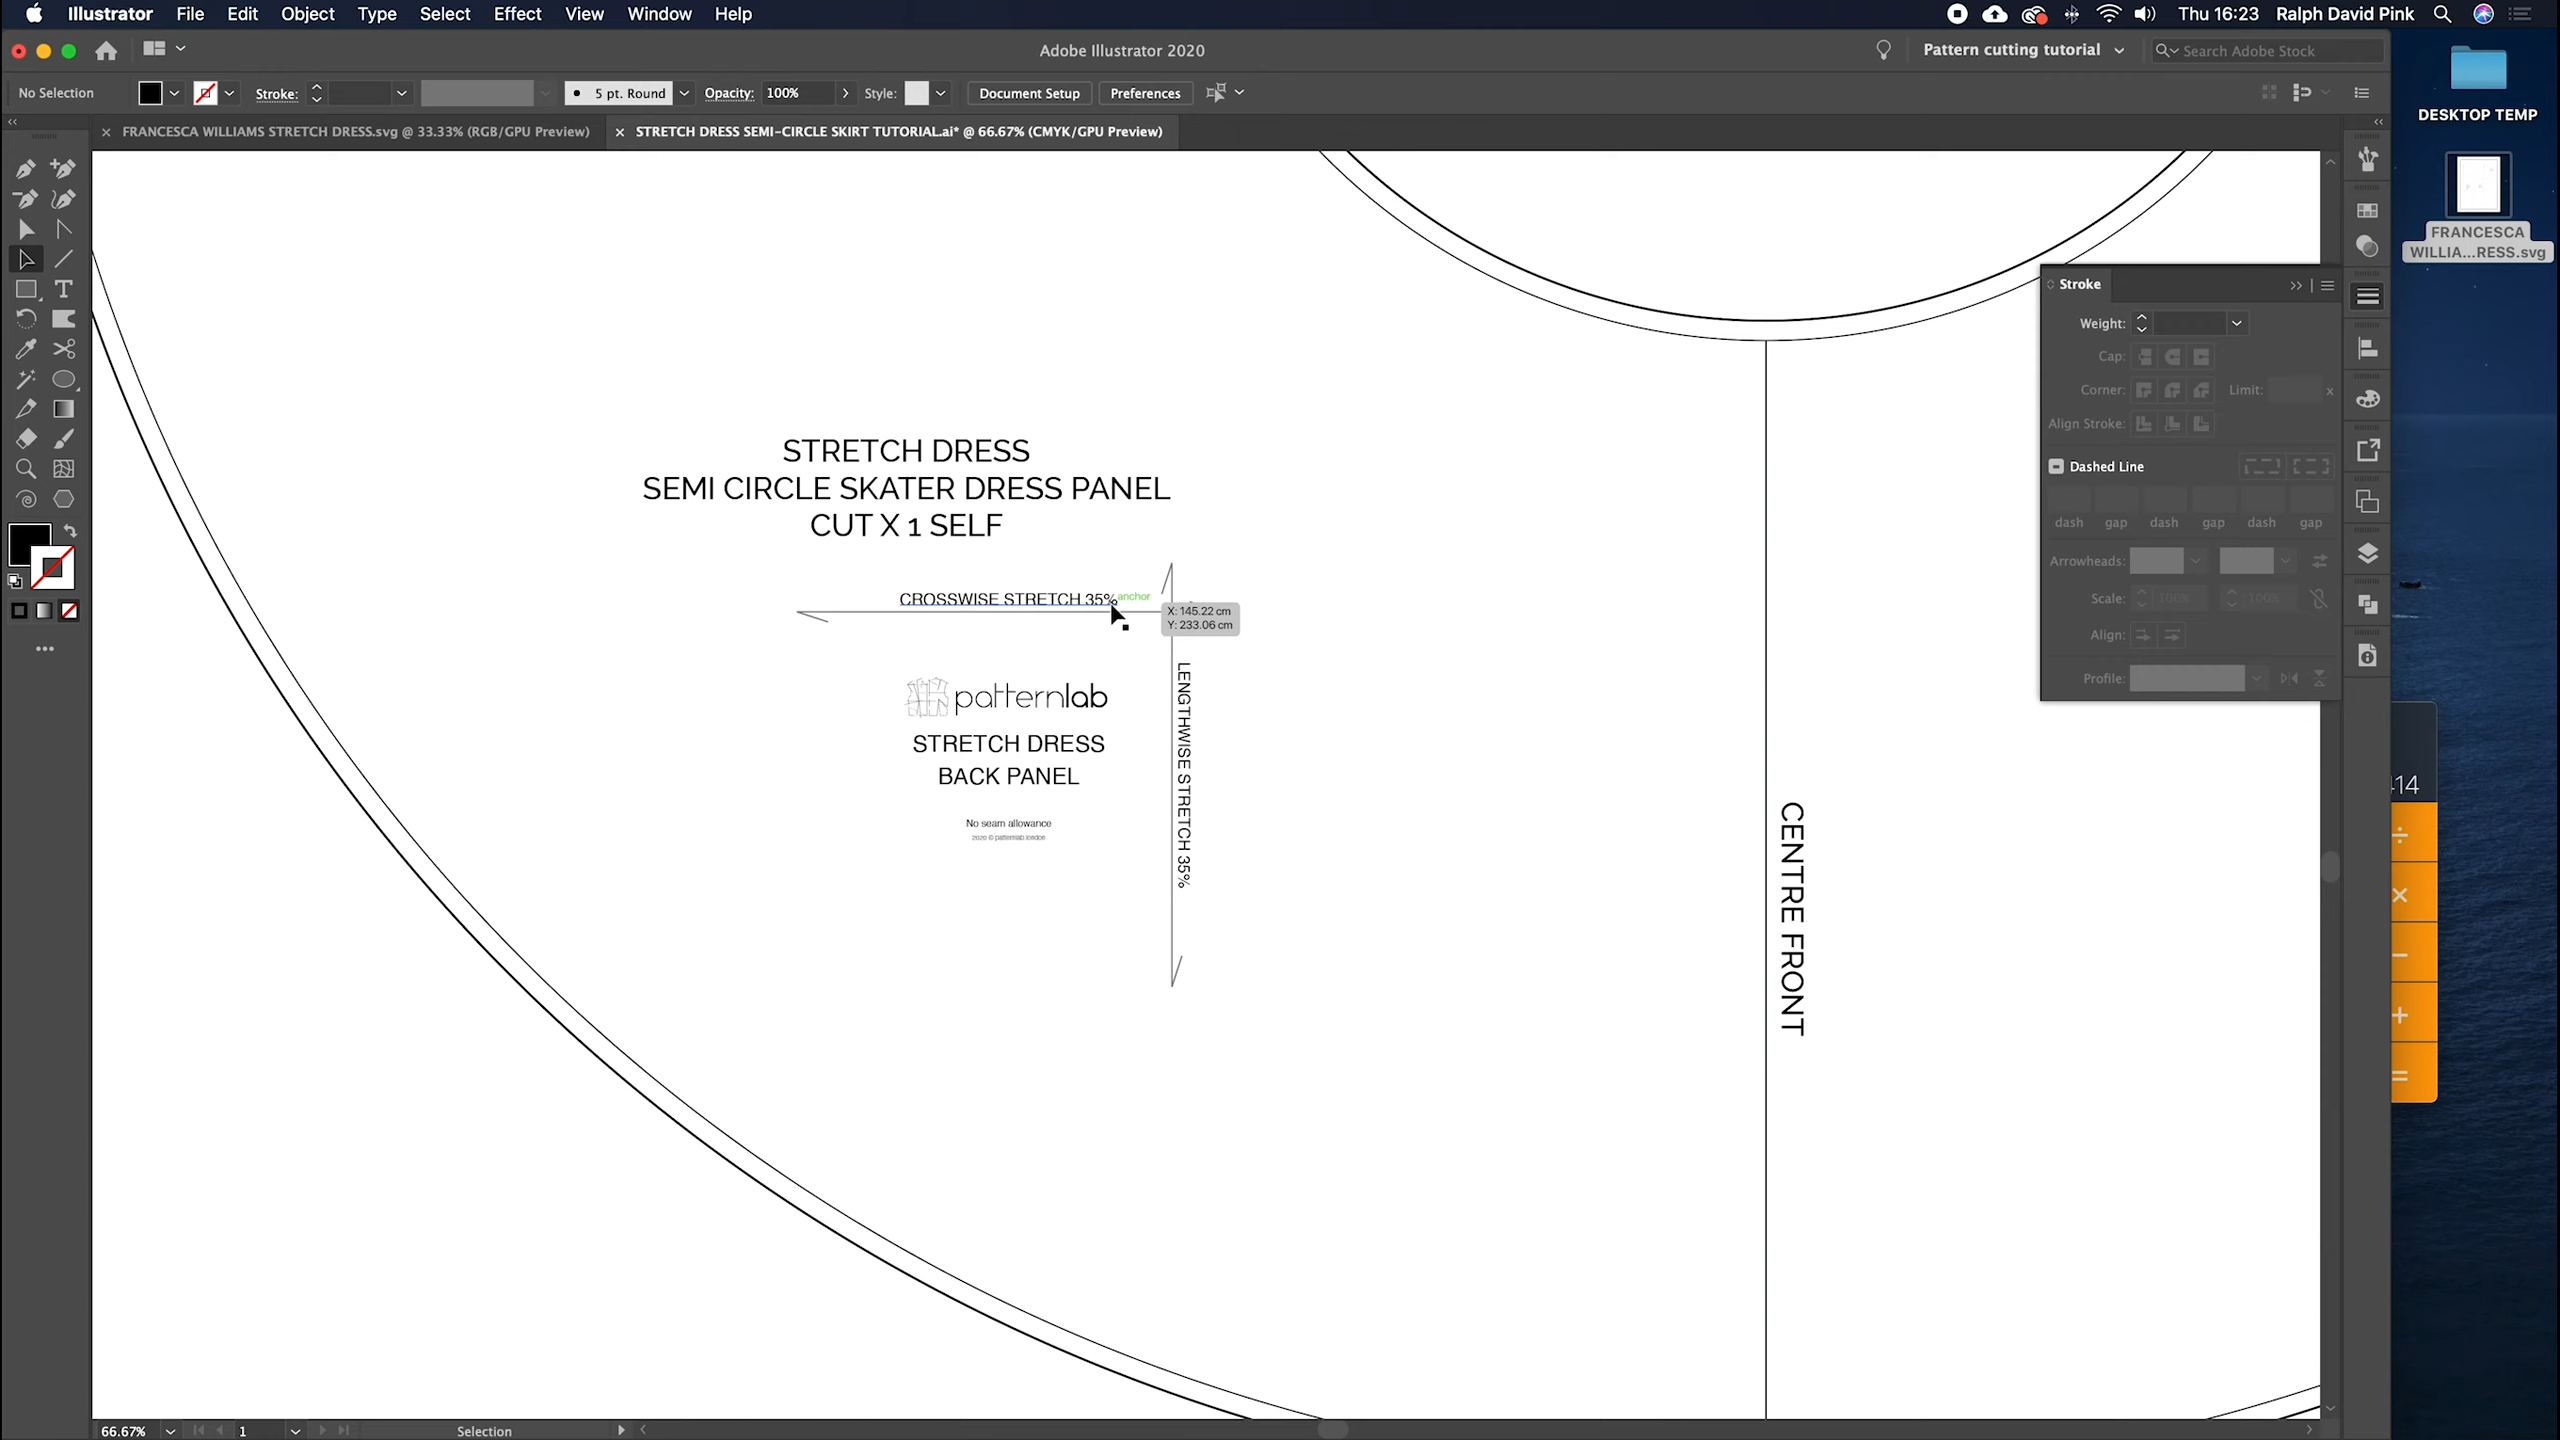 Illustrator File Edit Object Type Select Effect View Window Help
Thu 16:23 Ralph David Pink
Adobe Illustrator 2020
Pattern cutting tutorial
Search Adobe Stock
No Selection
Stroke:
5 pt. Round
Opacity: 100%
Style:
Document Setup
Preferences
FRANCESCA WILLIAMS STRETCH DRESS.svg @ 33.33% (RGB/GPU Preview)
STRETCH DRESS SEMI-CIRCLE SKIRT TUTORIAL.ai* @ 66.67% (CMYK/GPU Preview)
DESKTOP TEMP
FRANCESCA
WILLIA...RESS.svg
STRETCH DRESS
SEMI CIRCLE SKATER DRESS PANEL
CUT X 1 SELF
CROSSWISE STRETCH 35%
anchor
X: 145.22 cm
Y: 233.06 cm
patternlab
STRETCH DRESS
BACK PANEL
No seam allowance
2020 © patternlab.london
LENGTHWISE STRETCH 35%
CENTRE FRONT
Stroke
Weight:
Cap:
Corner:
Limit:
x
Align Stroke:
Dashed Line
dash gap dash gap dash gap
Arrowheads:
Scale: 100% 100%
Align:
Profile:
414
÷
×
−
+
=
66.67%
1
Selection